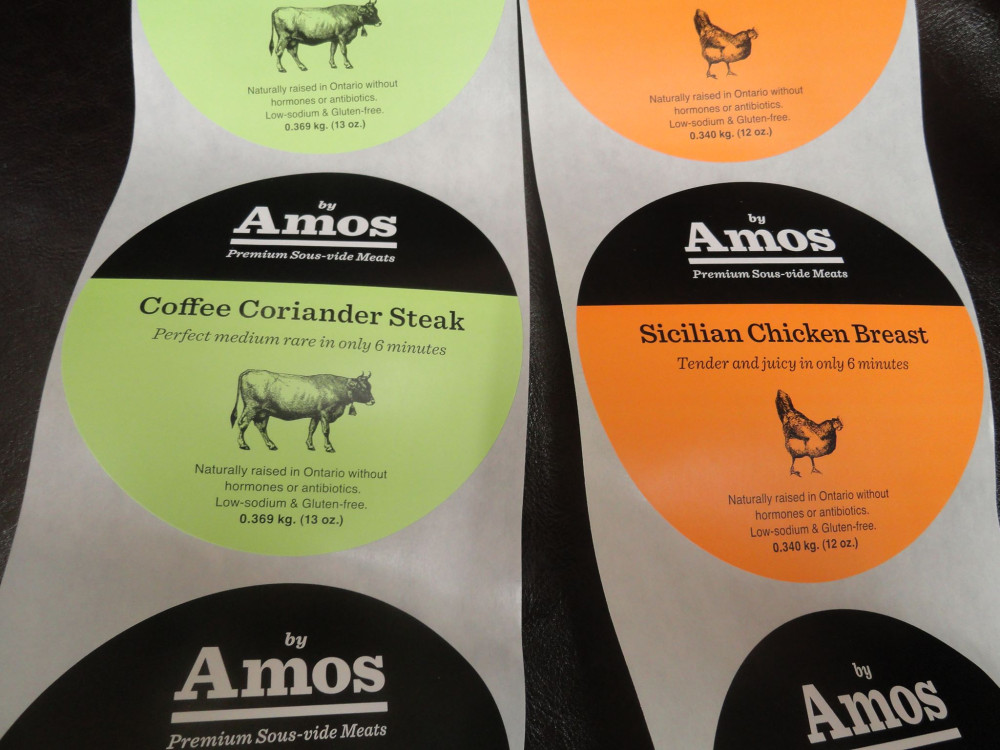 Naturally raised in Ontario without
hormones or antibiotics.
Low-sodium & Gluten-free.
0.369 kg. (13 oz.)
Naturally raised in Ontario without
hormones or antibiotics.
Low-sodium & Gluten-free.
0.340 kg. (12 oz.)
by
Amos
Premium Sous-vide Meats
Coffee Coriander Steak
Perfect medium rare in only 6 minutes
Naturally raised in Ontario without
hormones or antibiotics.
Low-sodium & Gluten-free.
0.369 kg. (13 oz.)
by
Amos
Premium Sous-vide Meats
Sicilian Chicken Breast
Tender and juicy in only 6 minutes
Naturally raised in Ontario without
hormones or antibiotics.
Low-sodium & Gluten-free.
0.340 kg. (12 oz.)
by
Amos
Premium Sous-vide Meats
by
Amos